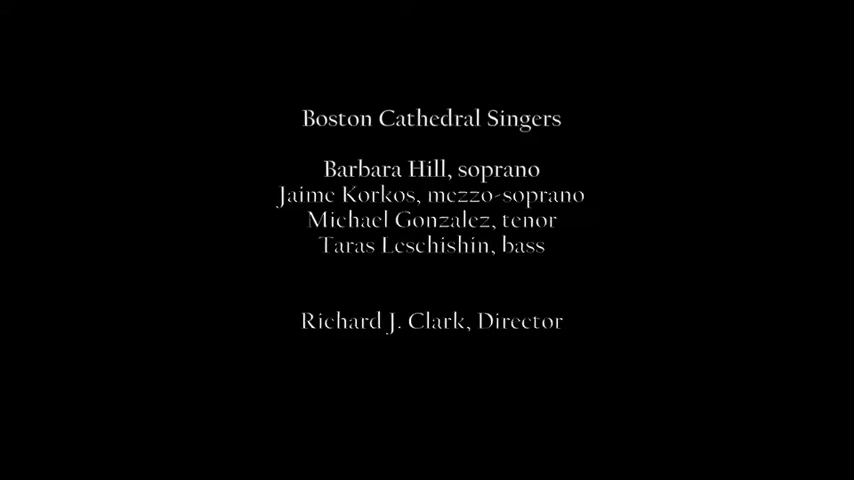 Boston Cathedral Singers
Barbara Hill, soprano
Jaime Korkos, mezzo-soprano
Michael Gonzalez, tenor
Taras Leschishin, bass
Richard J. Clark, Director